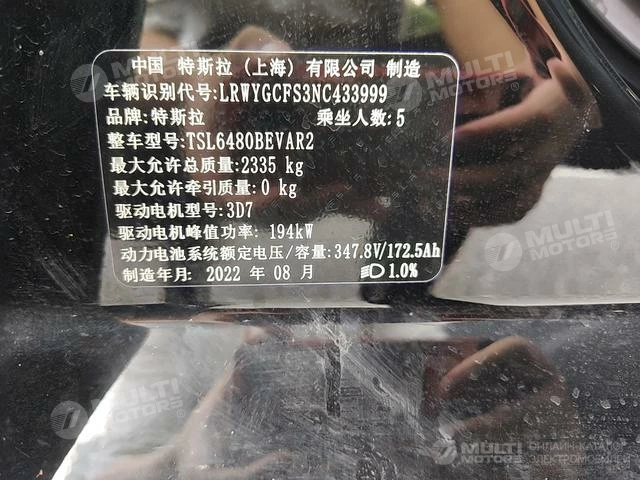 中国 特斯拉（上海）有限公司 制造
车辆识别代号:LRWYGCFS3NC433999
品牌:特斯拉 乘坐人数:5
整车型号:TSL6480BEVAR2
最大允许总质量:2335 kg
最大允许牵引质量:0 kg
驱动电机型号:3D7
驱动电机峰值功率: 194kW
动力电池系统额定电压/容量:347.8V/172.5Ah
制造年月: 2022 年 08 月 1.0%
MULTI MOTORS
MULTI MOTORS
MULTI MOTORS
MULTI MOTORS
MULTI MOTORS
MULTI MOTORS
ОНЛАЙН-КАТАЛОГ
ЭЛЕКТРОМОБИЛЕЙ